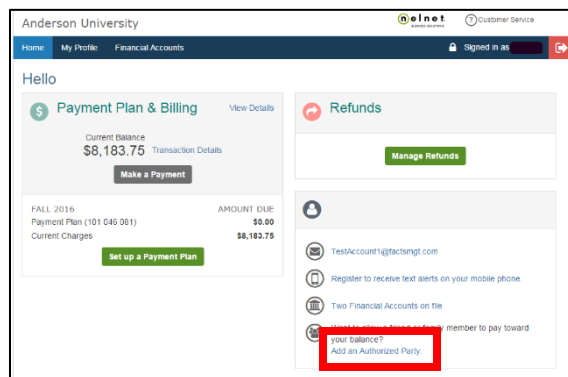 Anderson University
nelnet
BUSINESS SOLUTIONS
? Customer Service
Home My Profile Financial Accounts
Signed in as
Hello
$ Payment Plan & Billing View Details
Current Balance
$8,183.75 Transaction Details
Make a Payment
FALL 2016 AMOUNT DUE
Payment Plan (101 046 081) $0.00
Current Charges $8,183.75
Set up a Payment Plan
Refunds
Manage Refunds
TestAccount1@factsmgt.com
Register to receive text alerts on your mobile phone.
Two Financial Accounts on file
Want to allow a friend or family member to pay toward
your balance?
Add an Authorized Party.